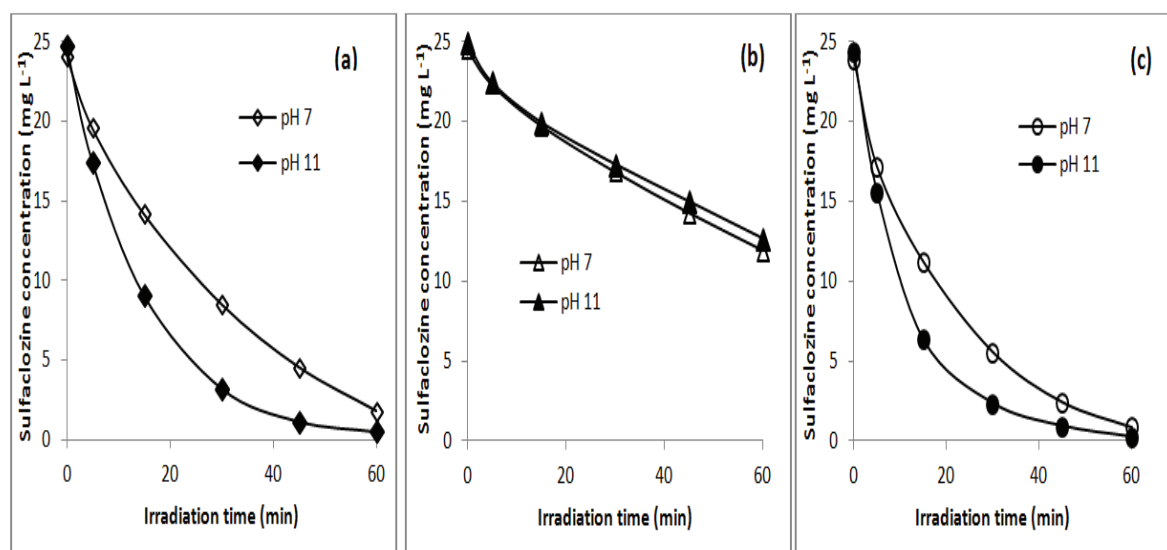 Sulfaclozine concentration (mg L⁻¹)
25
20
15
10
5
0
(a)
pH 7
pH 11
0 20 40 60
Irradiation time (min)
Sulfaclozine concentration (mg L⁻¹)
25
20
15
10
5
0
(b)
pH 7
pH 11
0 20 40 60
Irradiation time (min)
Sulfaclozine concentration (mg L⁻¹)
25
20
15
10
5
0
(c)
pH 7
pH 11
0 20 40 60
Irradiation time (min)